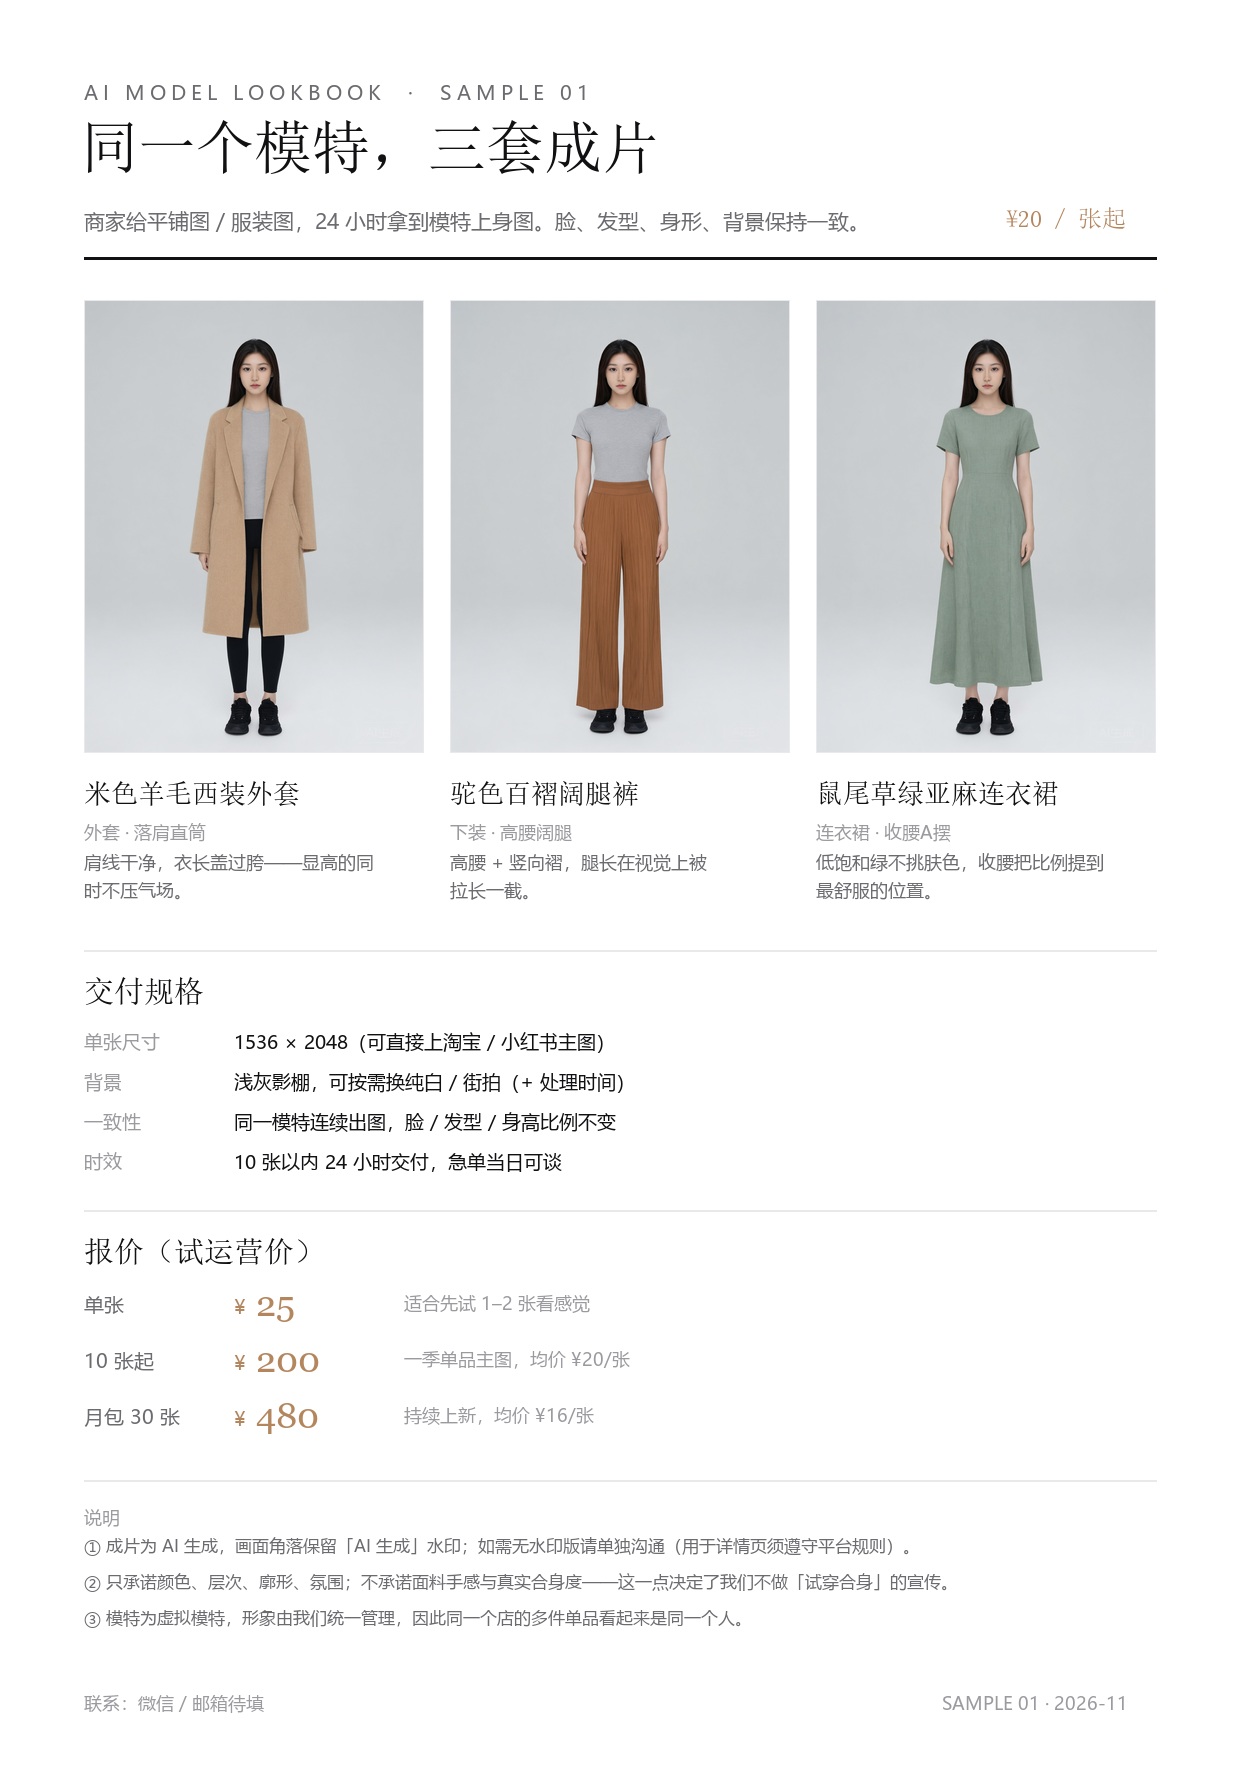 AI MODEL LOOKBOOK · SAMPLE 01
同一个模特，三套成片
商家给平铺图 / 服装图，24 小时拿到模特上身图。脸、发型、身形、背景保持一致。
¥20 / 张起
米色羊毛西装外套
外套 · 落肩直筒
肩线干净，衣长盖过胯——显高的同
时不压气场。
驼色百褶阔腿裤
下装 · 高腰阔腿
高腰 + 竖向褶，腿长在视觉上被
拉长一截。
鼠尾草绿亚麻连衣裙
连衣裙 · 收腰A摆
低饱和绿不挑肤色，收腰把比例提到
最舒服的位置。
交付规格
单张尺寸 1536 × 2048（可直接上淘宝 / 小红书主图）
背景 浅灰影棚，可按需换纯白 / 街拍（+ 处理时间）
一致性 同一模特连续出图，脸 / 发型 / 身高比例不变
时效 10 张以内 24 小时交付，急单当日可谈
报价（试运营价）
单张 ¥ 25 适合先试 1–2 张看感觉
10 张起 ¥ 200 一季单品主图，均价 ¥20/张
月包 30 张 ¥ 480 持续上新，均价 ¥16/张
说明
① 成片为 AI 生成，画面角落保留「AI 生成」水印；如需无水印版请单独沟通（用于详情页须遵守平台规则）。
② 只承诺颜色、层次、廓形、氛围；不承诺面料手感与真实合身度——这一点决定了我们不做「试穿合身」的宣传。
③ 模特为虚拟模特，形象由我们统一管理，因此同一个店的多件单品看起来是同一个人。
联系：微信 / 邮箱待填
SAMPLE 01 · 2026-11